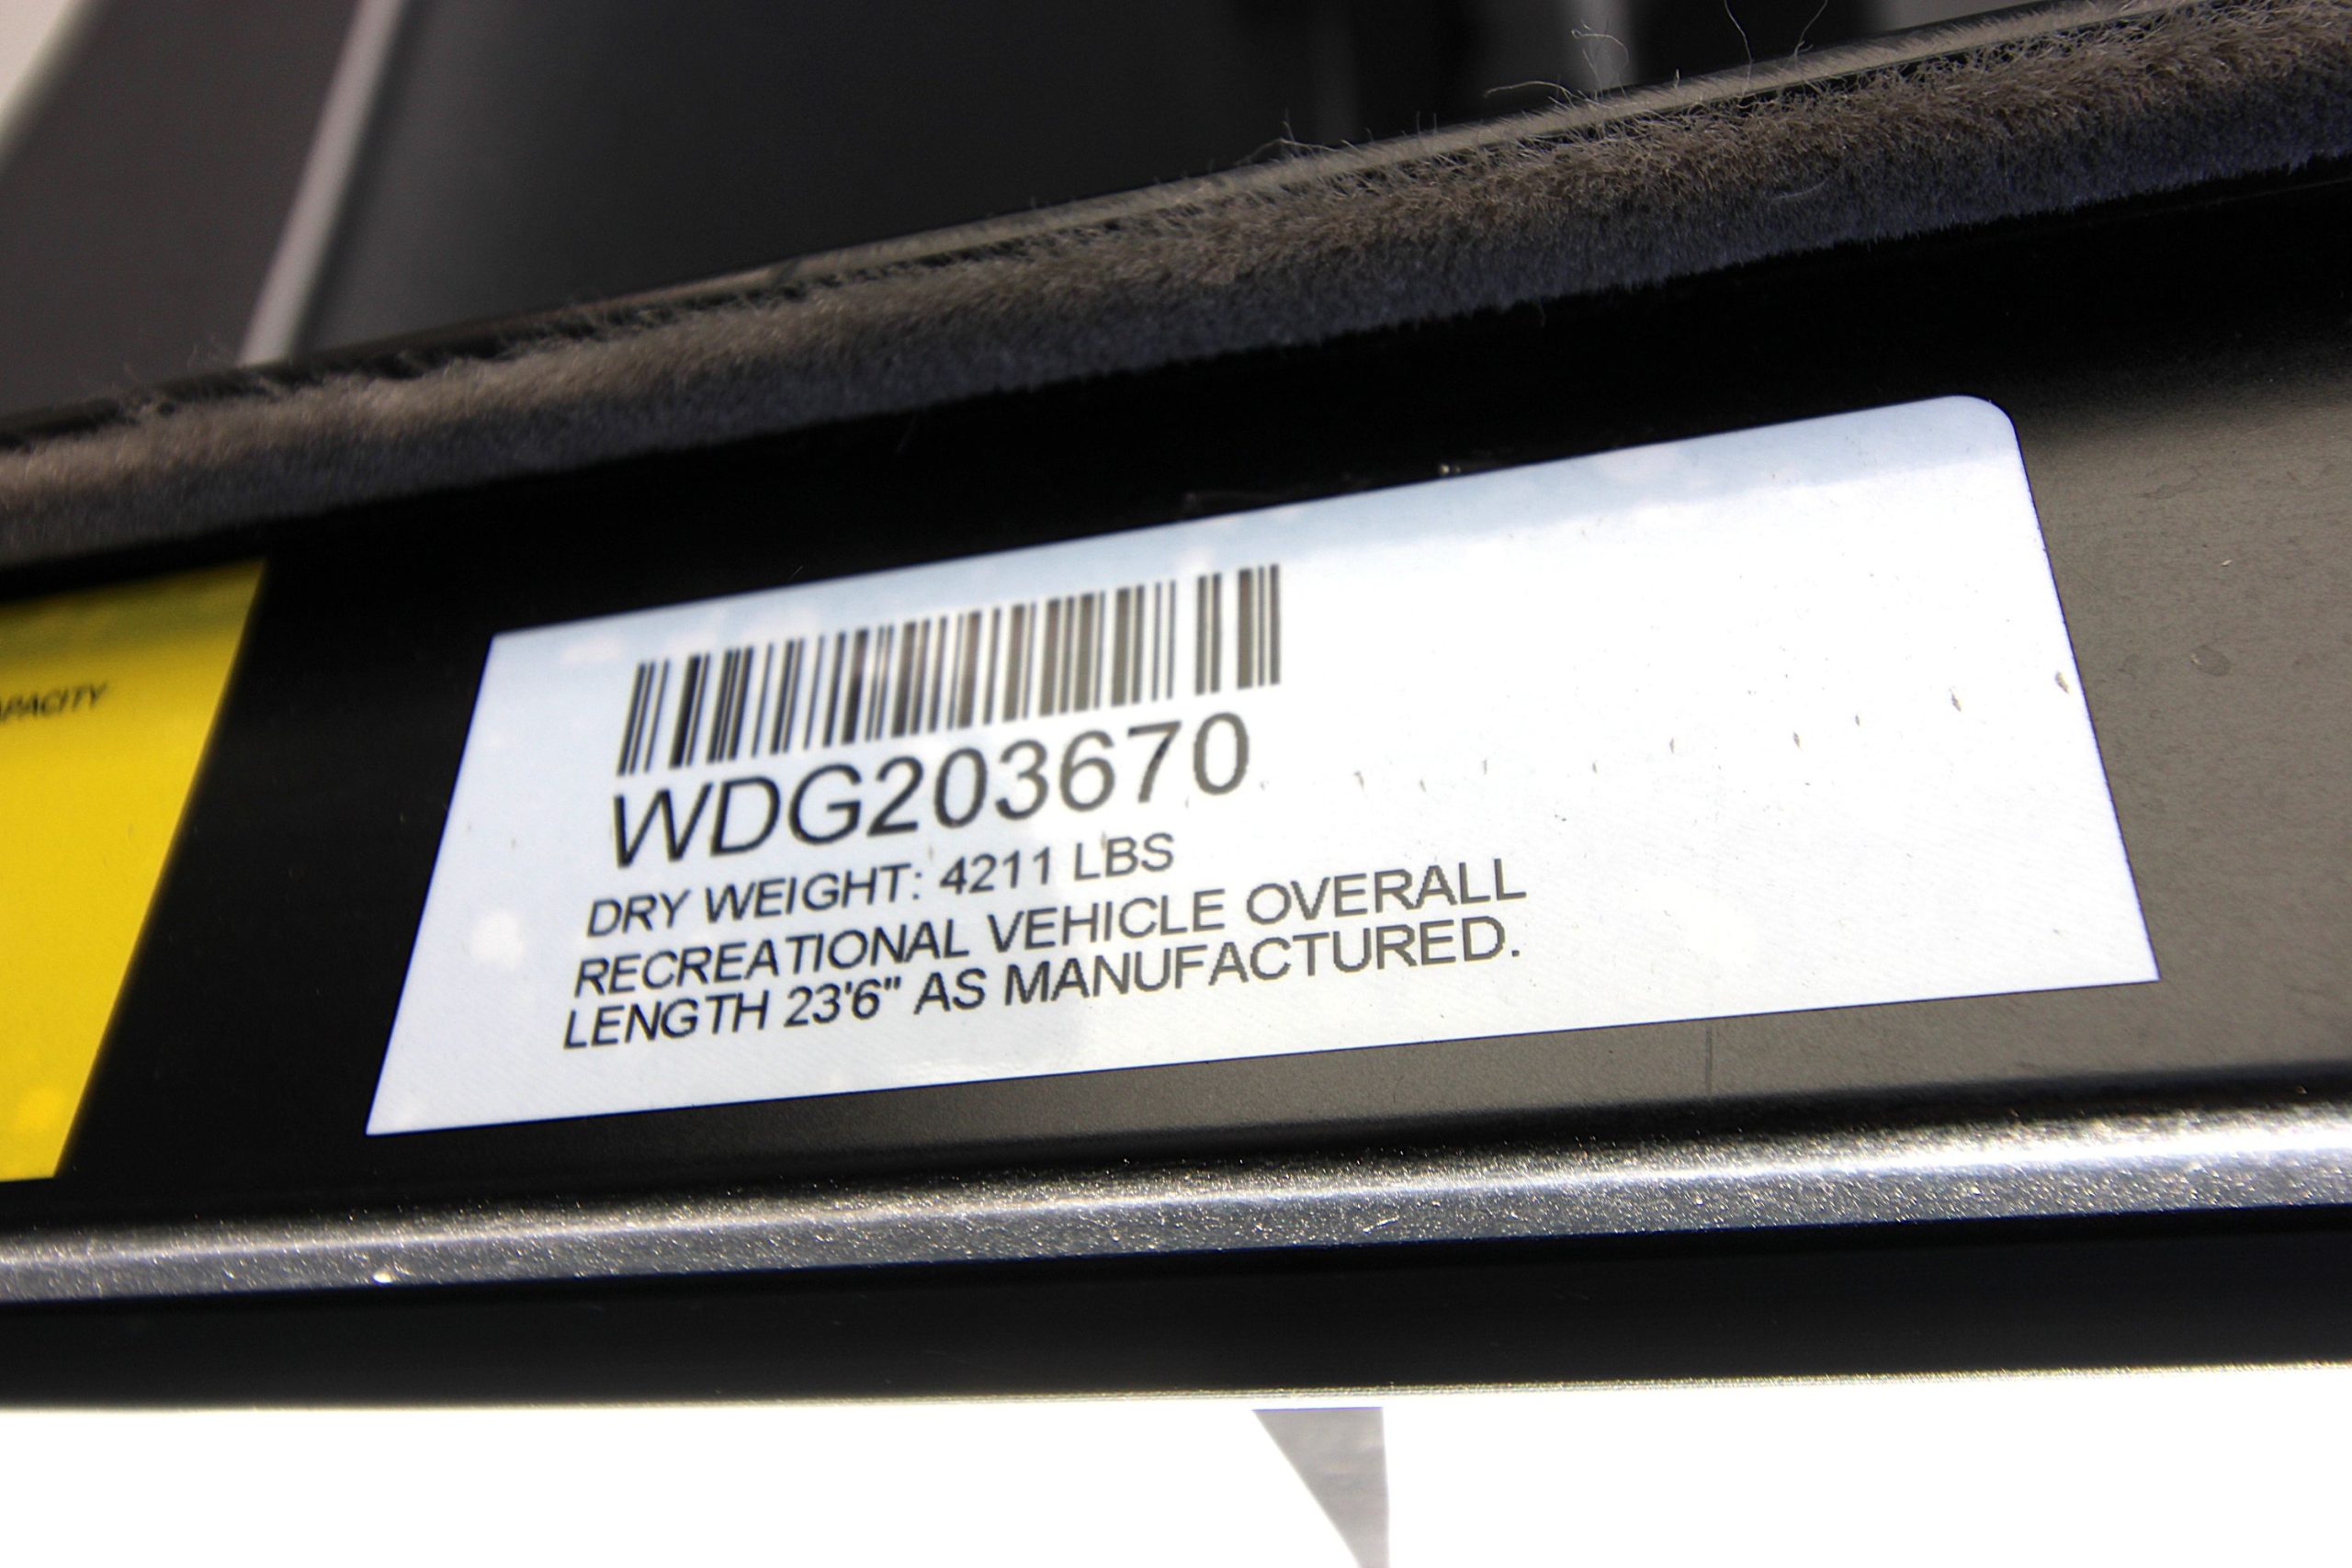 WDG203670
DRY WEIGHT: 4211 LBS
RECREATIONAL VEHICLE OVERALL
LENGTH 23'6" AS MANUFACTURED.